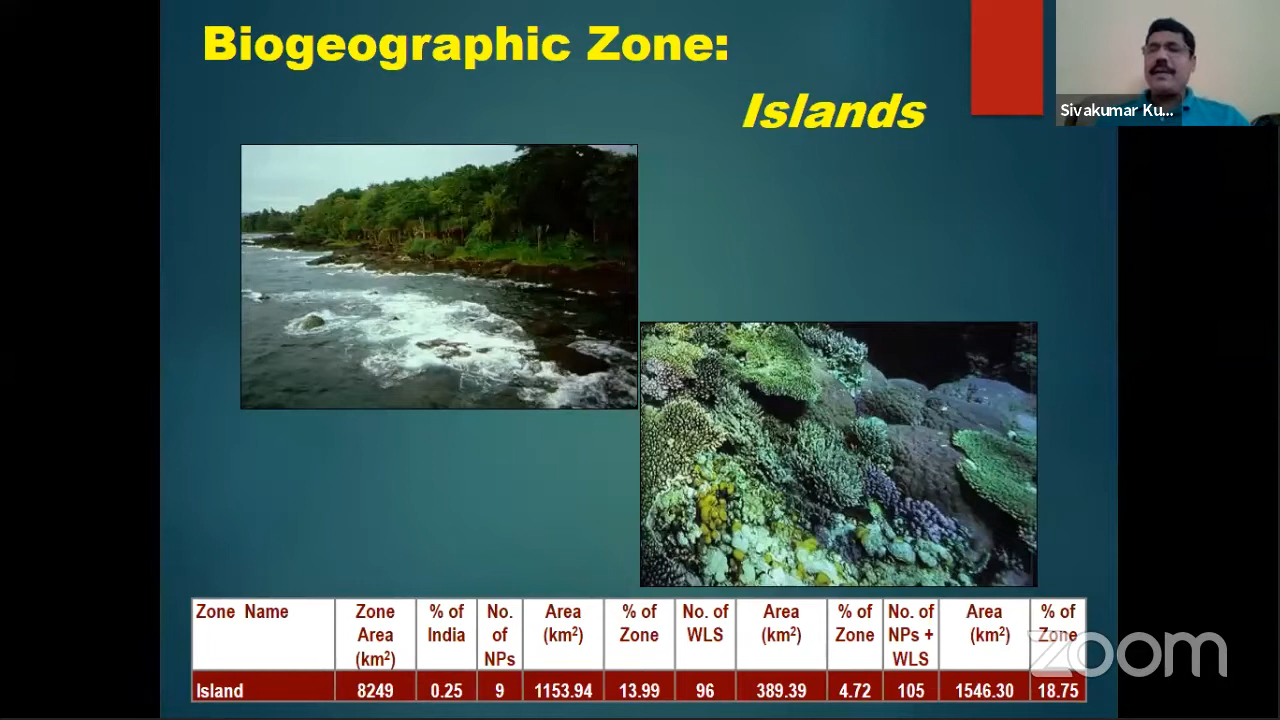 Biogeographic Zone:
Islands
Sivakumar Ku...
Zone Name Zone Area (km²) % of India No. of NPs Area (km²) % of Zone No. of WLS Area (km²) % of Zone No. of NPs + WLS Area (km²) % of Zone
Island 8249 0.25 9 1153.94 13.99 96 389.39 4.72 105 1546.30 18.75
zoom